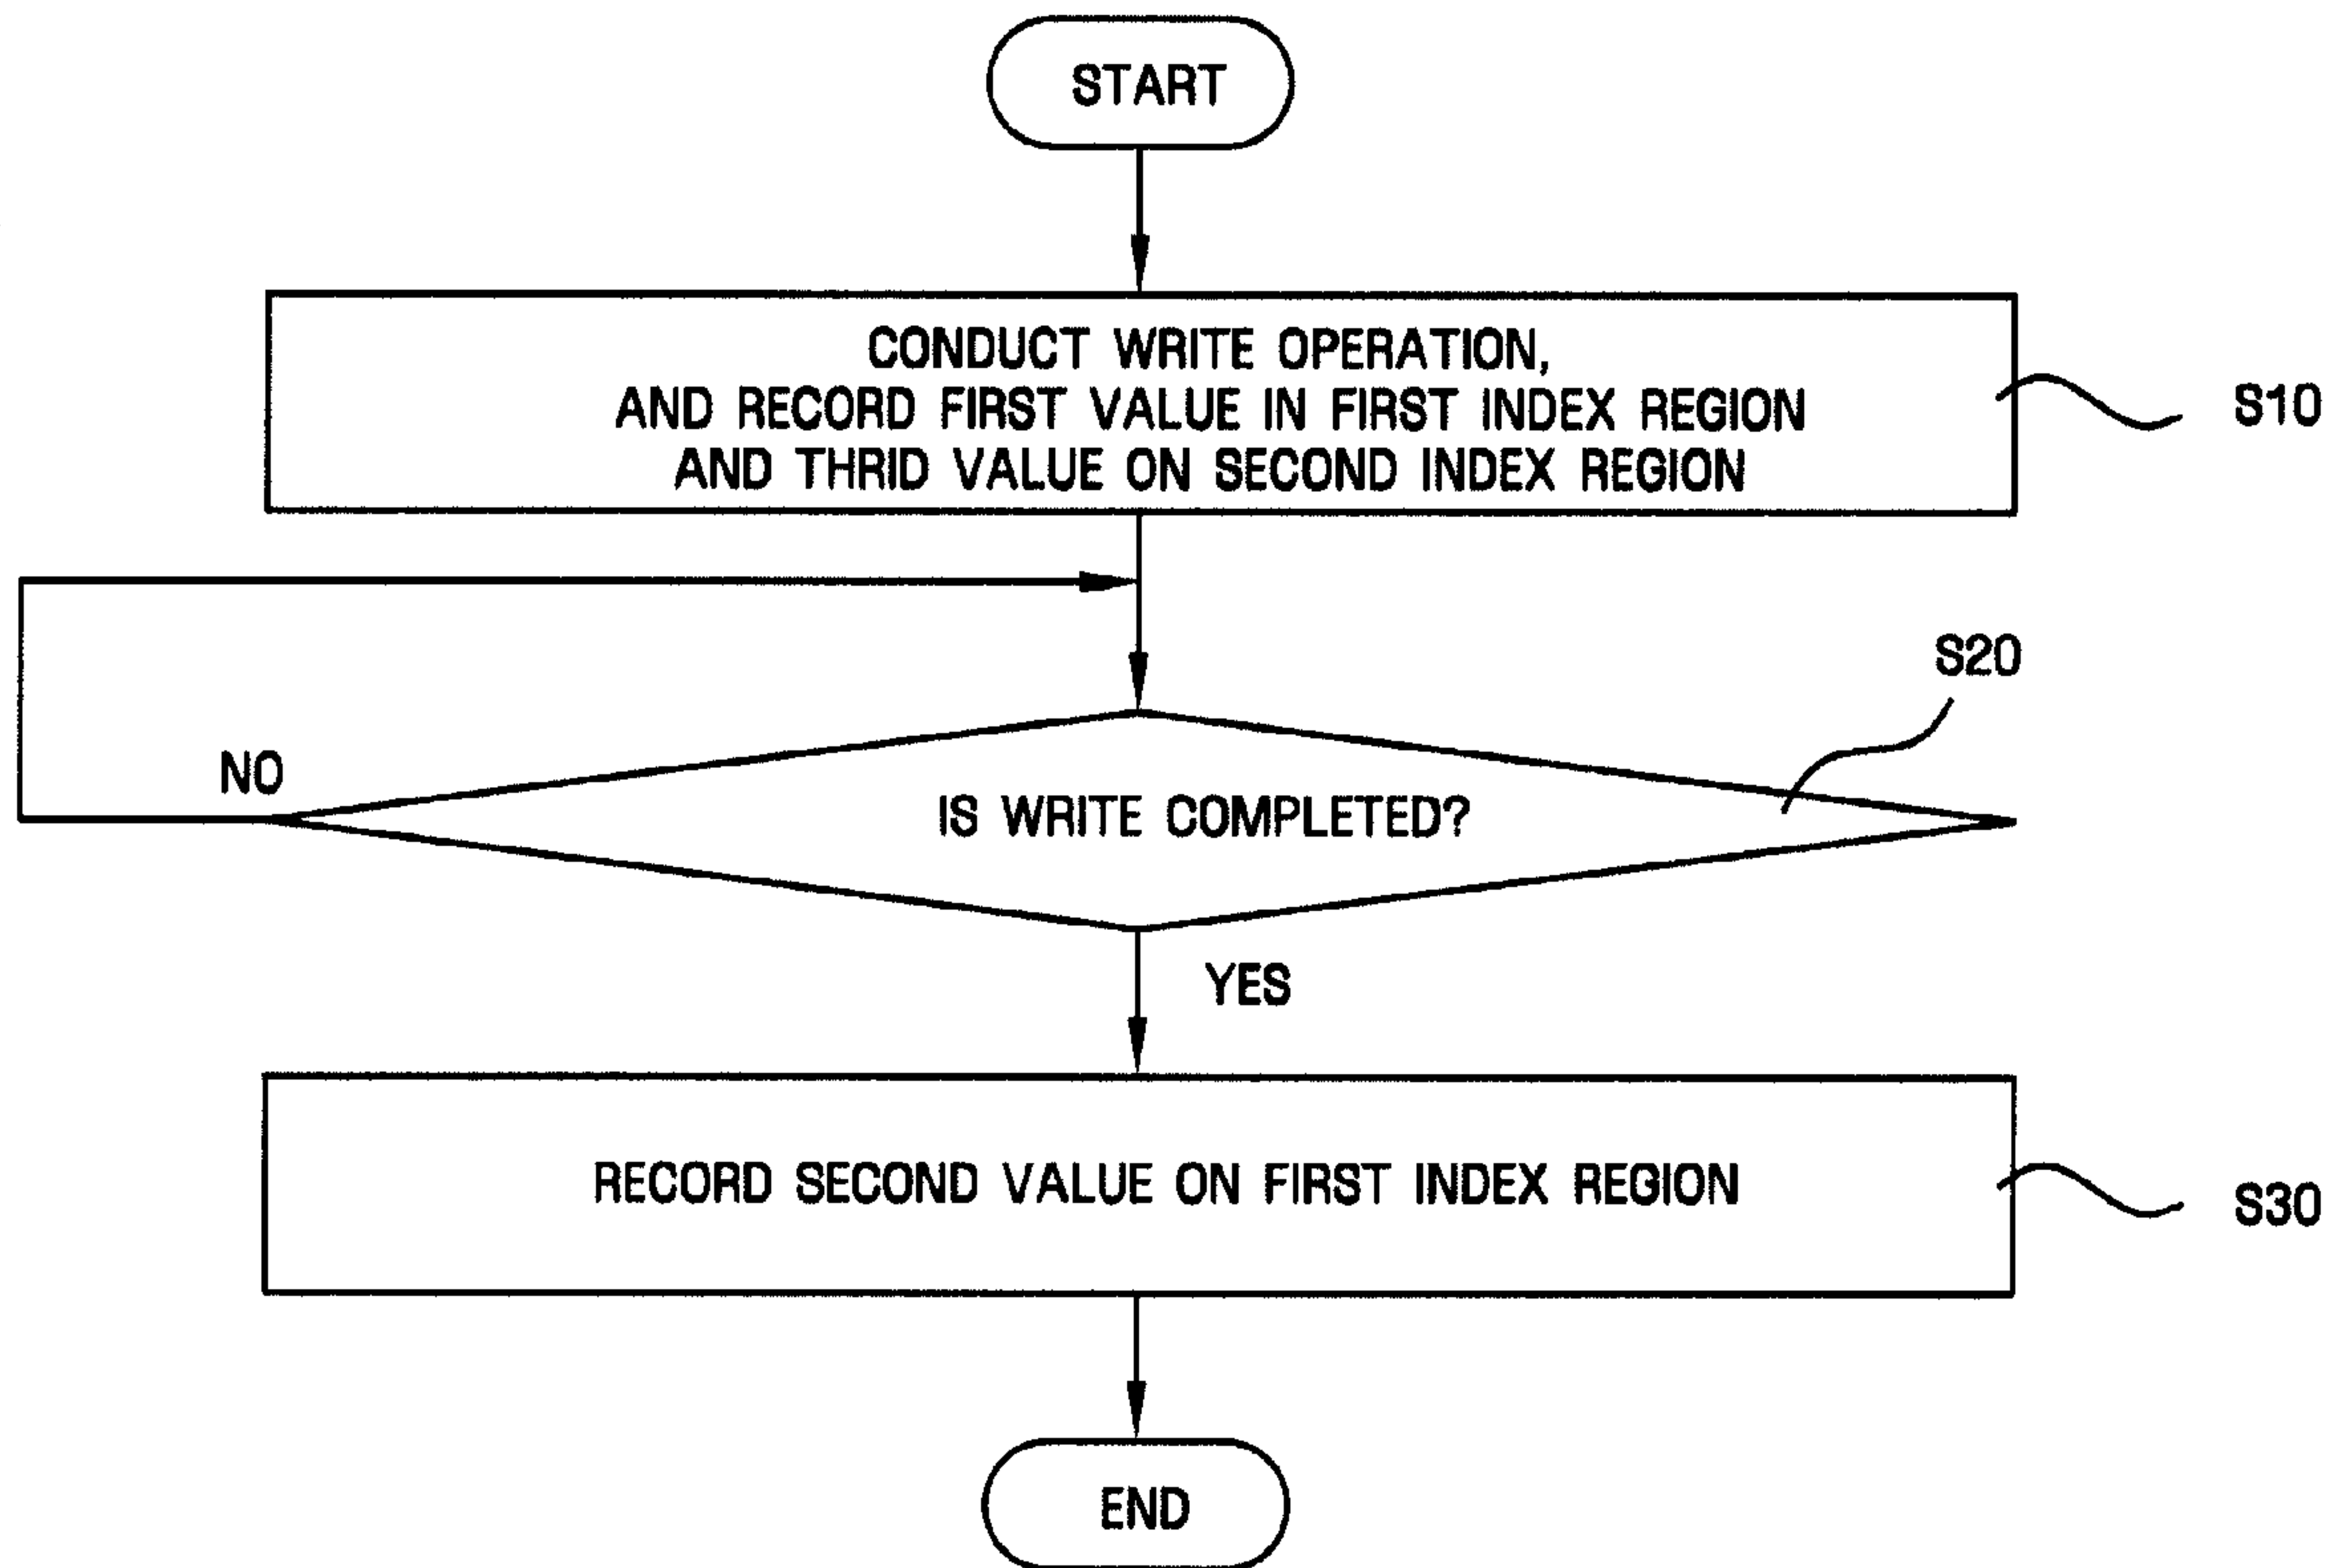 START
CONDUCT WRITE OPERATION,
AND RECORD FIRST VALUE IN FIRST INDEX REGION
AND THRID VALUE ON SECOND INDEX REGION
S10
S20
NO
IS WRITE COMPLETED?
YES
RECORD SECOND VALUE ON FIRST INDEX REGION
S30
END